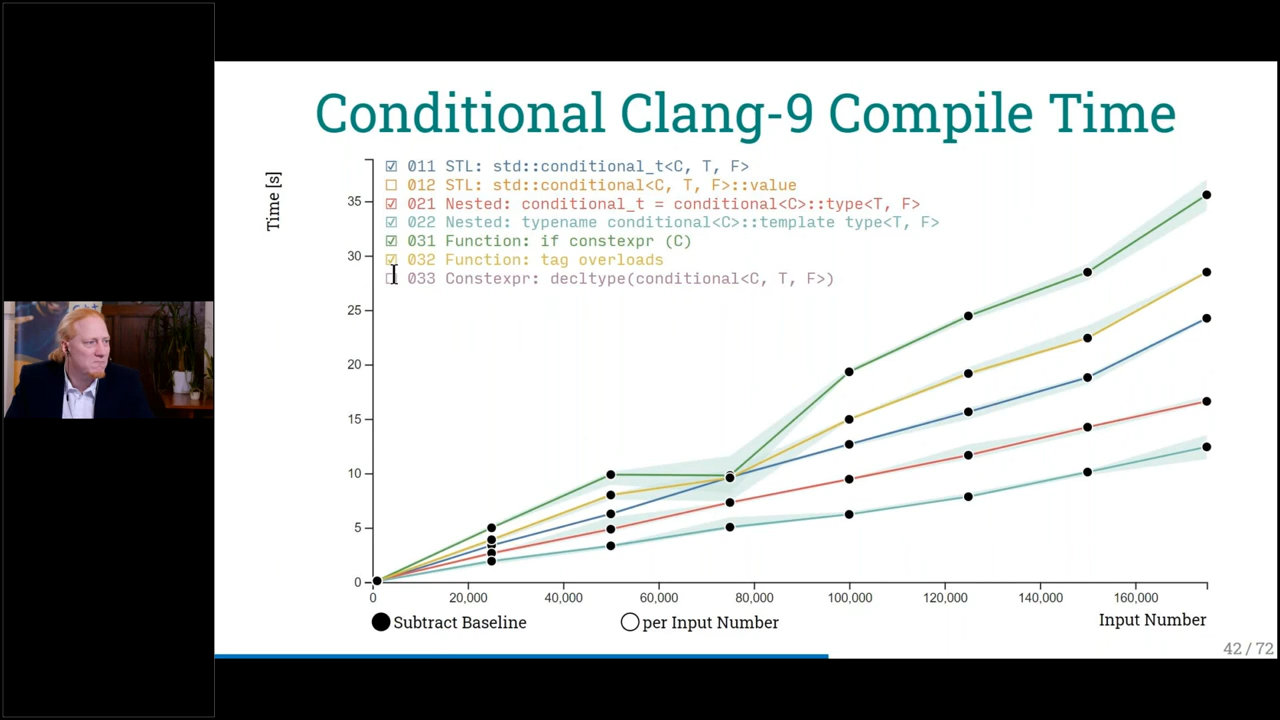 Conditional Clang-9 Compile Time
Time [s]
☑ 011 STL: std::conditional_t<C, T, F>
☐ 012 STL: std::conditional<C, T, F>::value
☑ 021 Nested: conditional_t = conditional<C>::type<T, F>
☑ 022 Nested: typename conditional<C>::template type<T, F>
☑ 031 Function: if constexpr (C)
☑ 032 Function: tag overloads
☐ 033 Constexpr: decltype(conditional<C, T, F>)
35
30
25
20
15
10
5
0
0 20,000 40,000 60,000 80,000 100,000 120,000 140,000 160,000
Subtract Baseline
per Input Number
Input Number
42 / 72